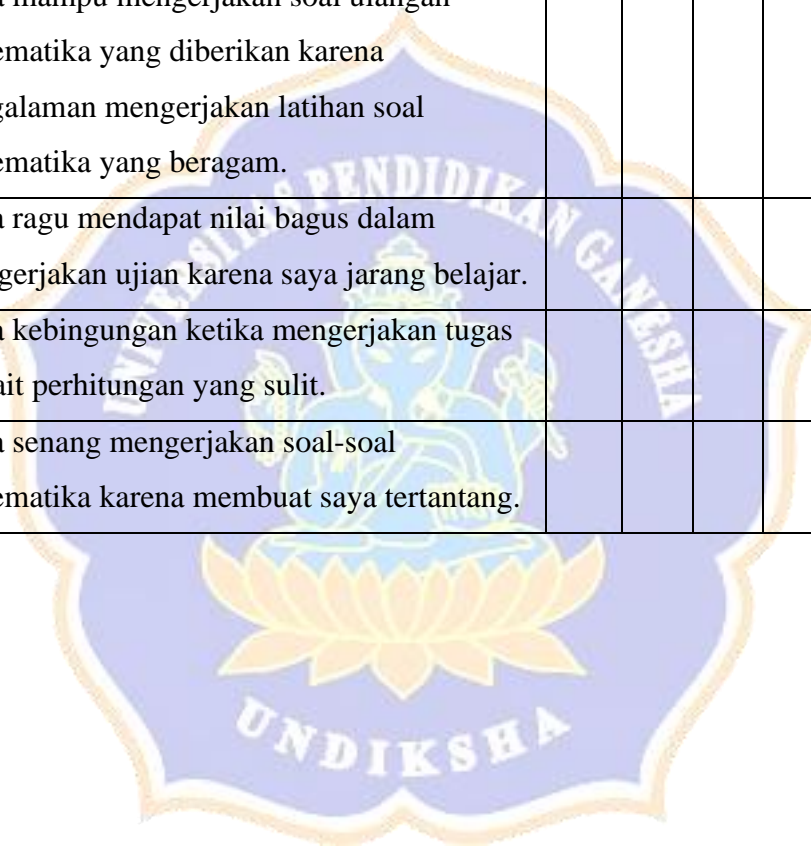 mampu mengerjakan soal ulangan
ematika yang diberikan karena
galaman mengerjakan latihan soal
ematika yang beragam.
a ragu mendapat nilai bagus dalam
gerjakan ujian karena saya jarang belajar.
a kebingungan ketika mengerjakan tugas
ait perhitungan yang sulit.
a senang mengerjakan soal-soal
ematika karena membuat saya tertantang.
UNIVERSITAS PENDIDIKAN GANESHA
UNDIKSHA